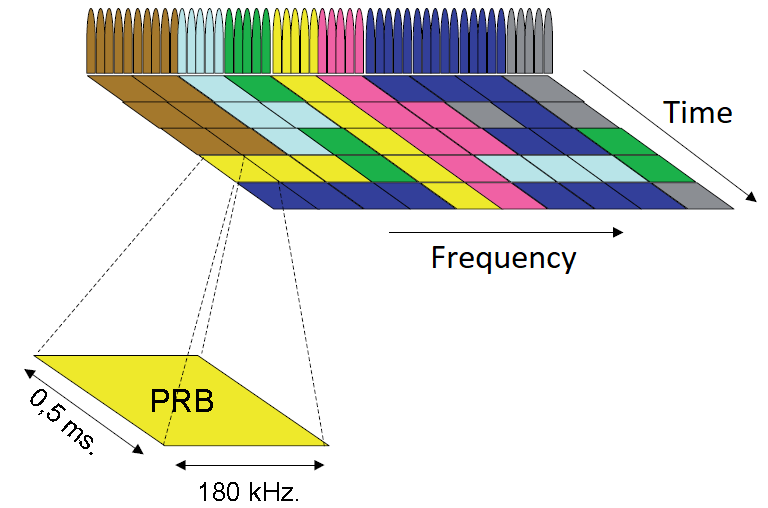 Time
Frequency
PRB
0,5 ms.
180 kHz.